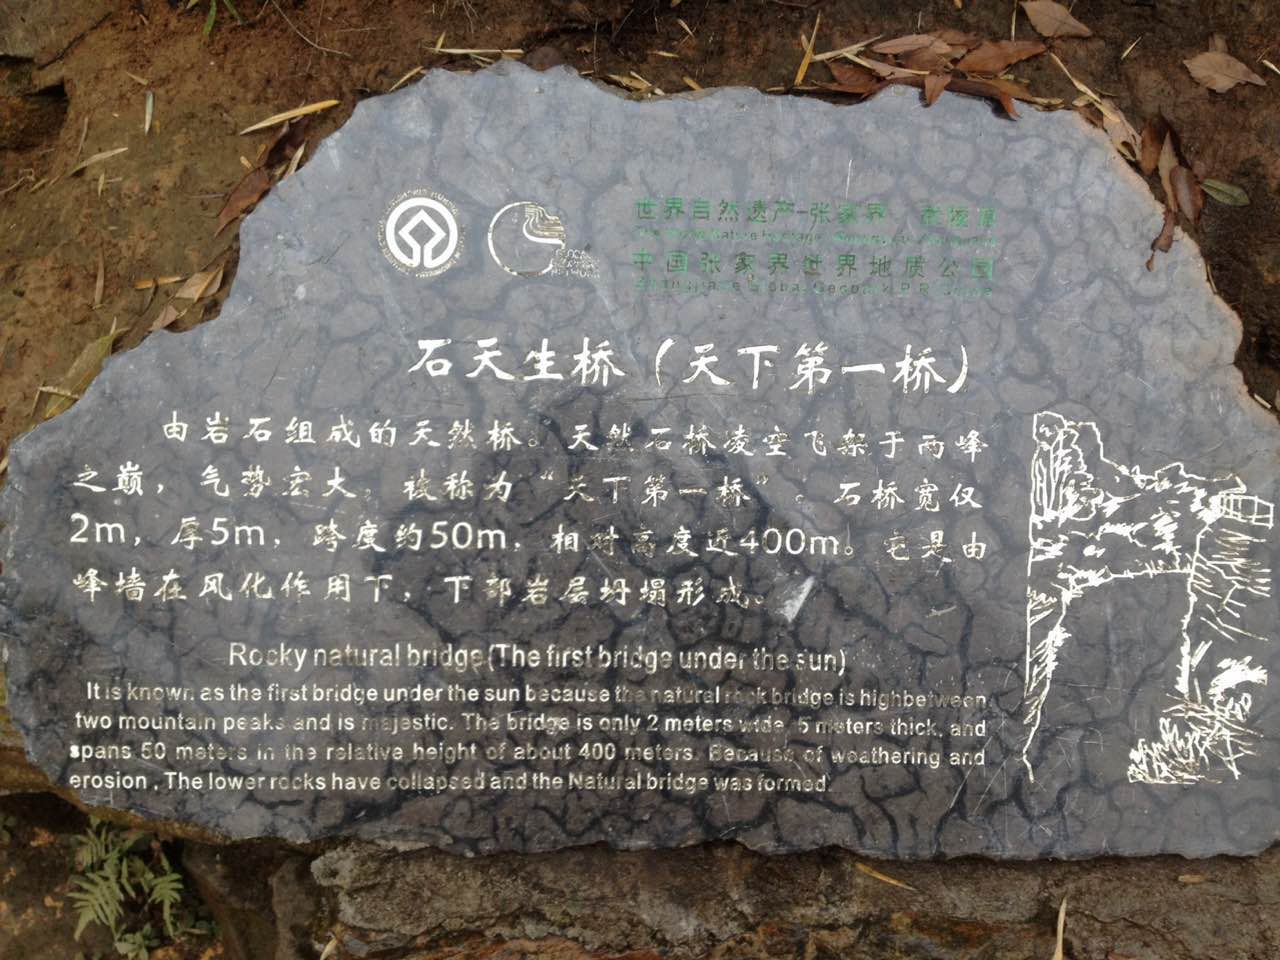 世界自然遗产-张家界 武陵源
中国张家界世界地质公园
石天生桥（天下第一桥）
由岩石组成的天然桥。天然石桥凌空飞架于两峰
之巅，气势宏大。被称为“天下第一桥”。石桥宽仅
2m，厚5m，跨度约50m，相对高度近400m。它是由
峰墙在风化作用下，下部岩层坍塌形成。
Rocky natural bridge(The first bridge under the sun)
It is known as the first bridge under the sun because the natural rock bridge is highbetween
two mountain peaks and is majestic. The bridge is only 2 meters wide, 5 meters thick, and
spans 50 meters in the relative height of about 400 meters. Because of weathering and
erosion , The lower rocks have collapsed and the Natural bridge was formed.